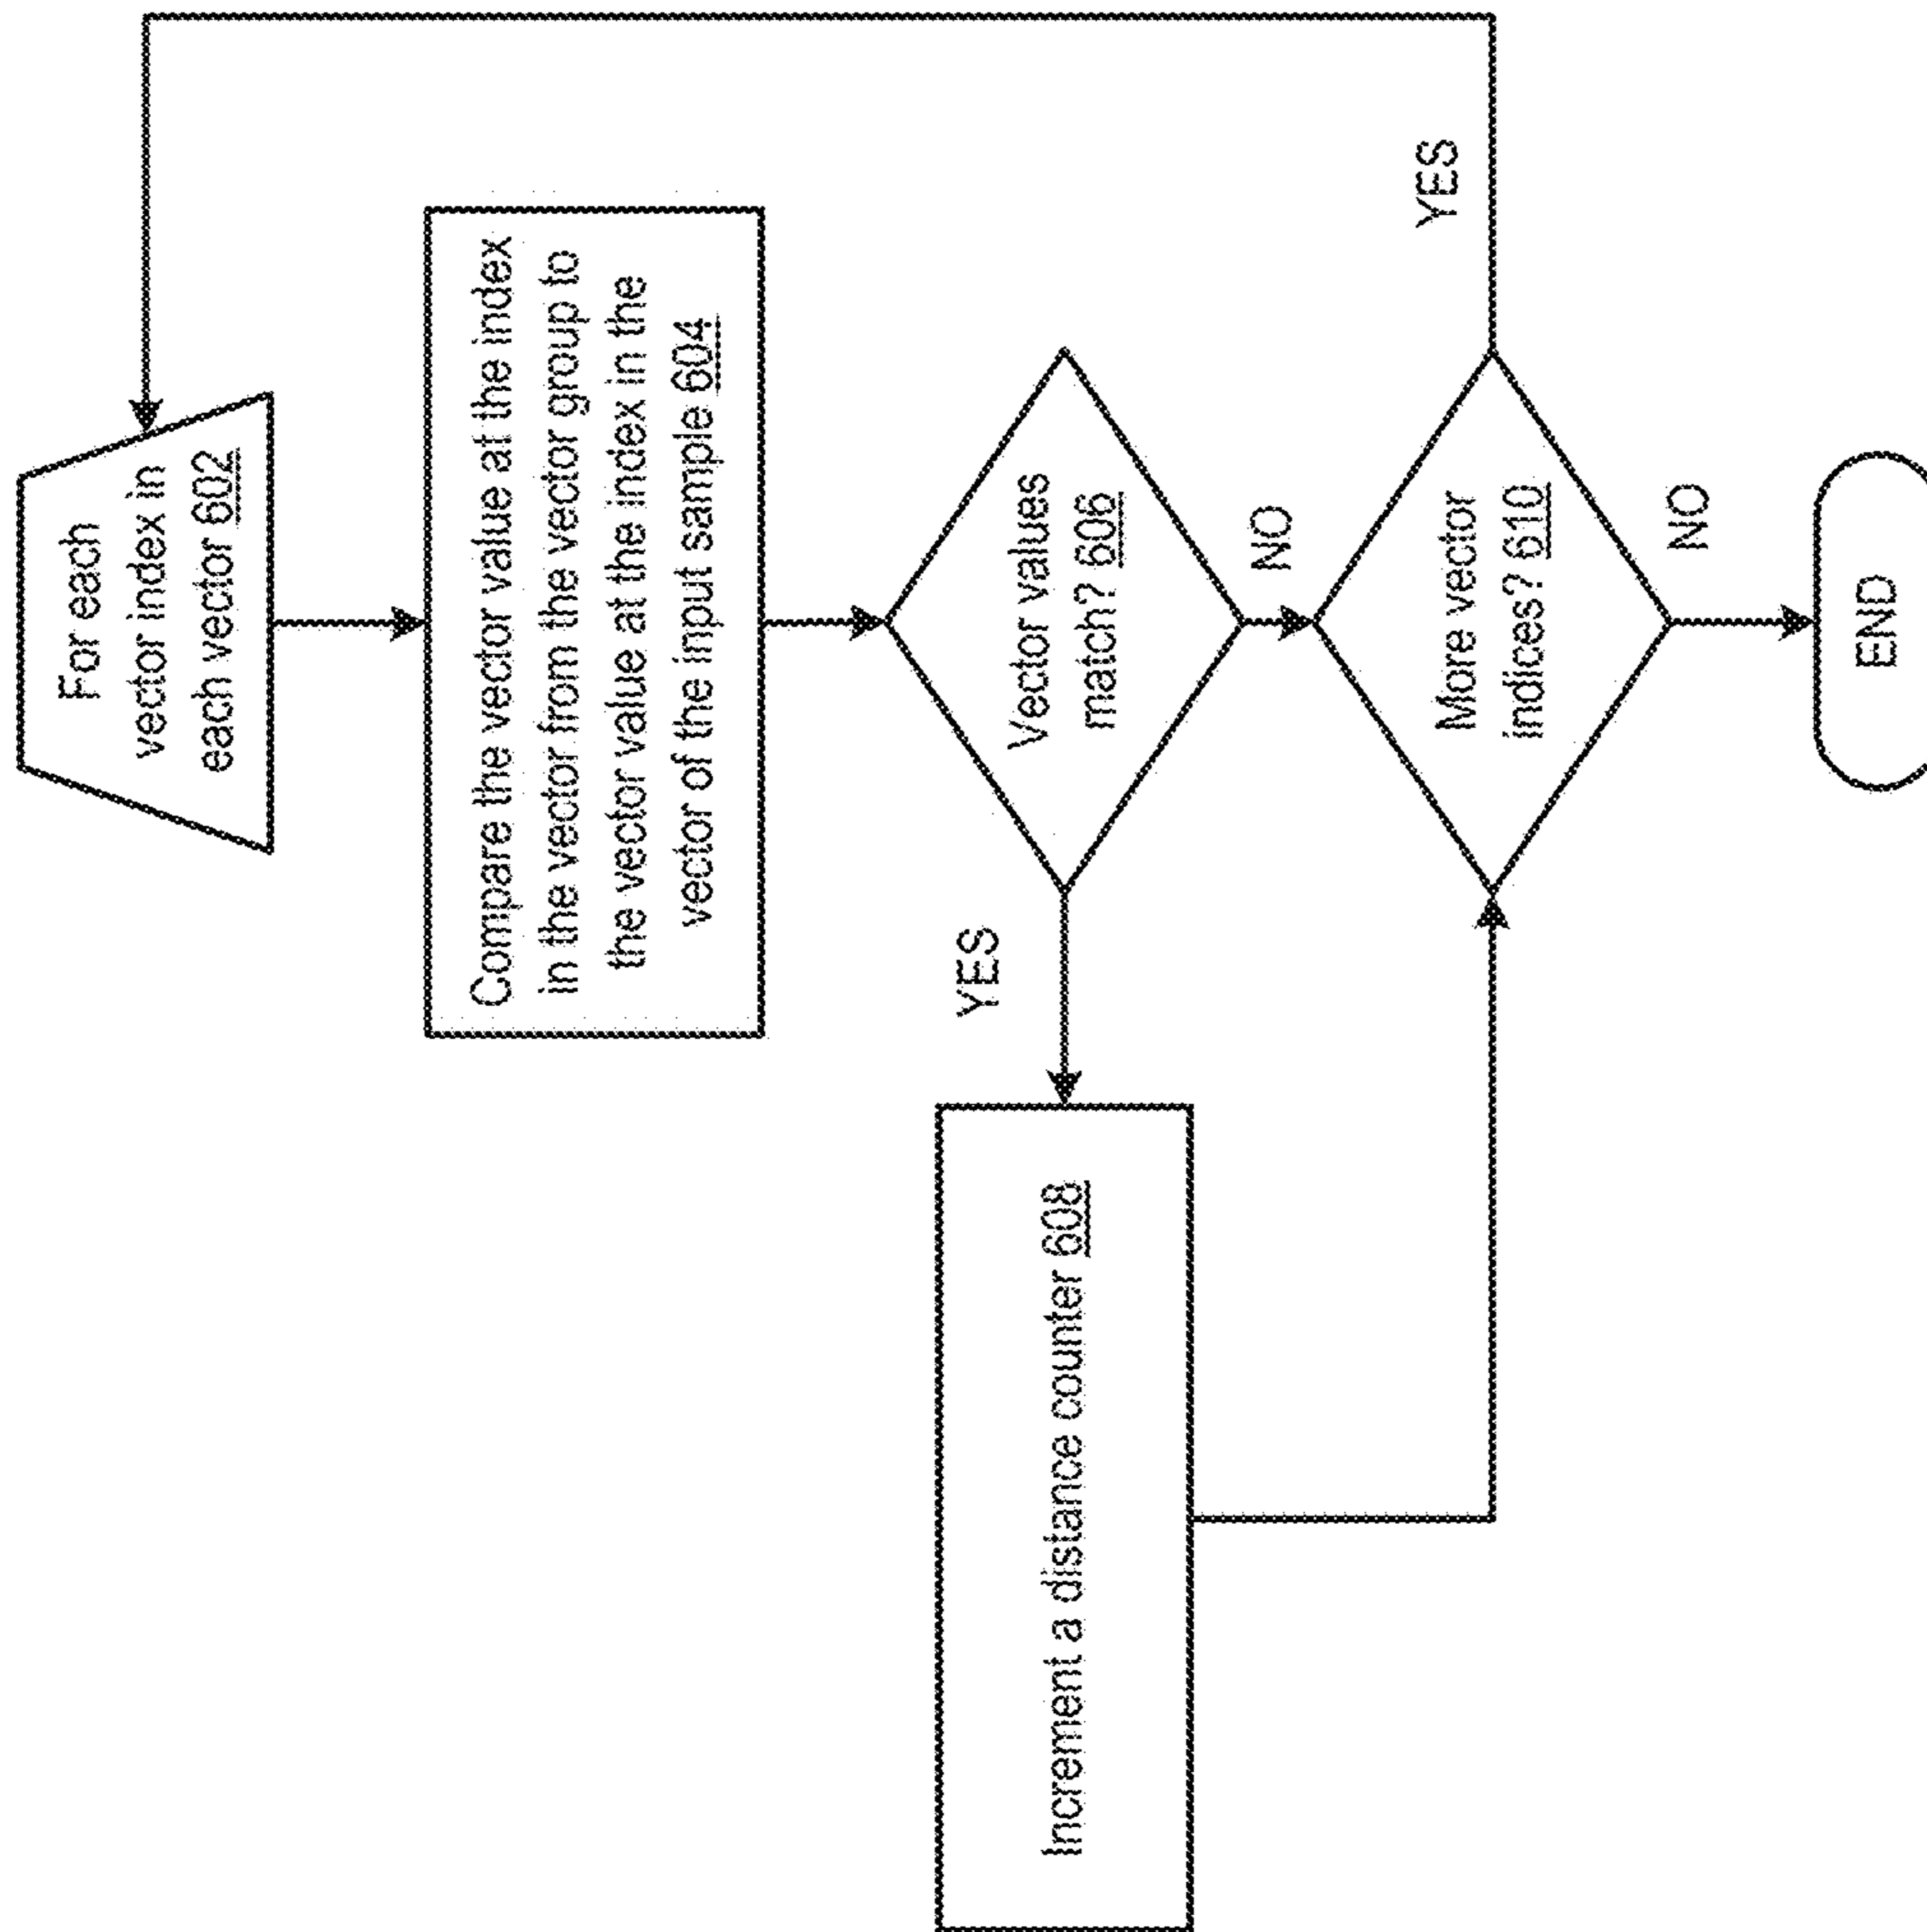 For each
vector index in
each vector 602
Compare the vector value at the index
in the vector from the vector group to
the vector value at the index in the
vector of the input sample 604
Vector values
match? 606
YES
NO
Increment a distance counter 608
More vector
indices? 610
YES
NO
END